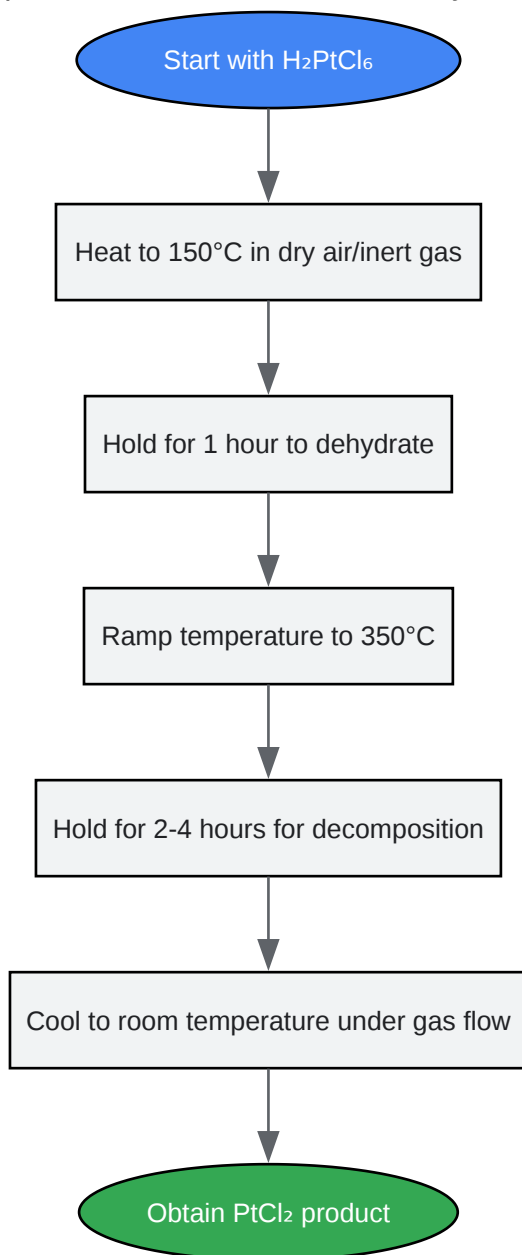 Start with H₂PtCl₆
Heat to 150°C in dry air/inert gas
Hold for 1 hour to dehydrate
Ramp temperature to 350°C
Hold for 2-4 hours for decomposition
Cool to room temperature under gas flow
Obtain PtCl₂ product